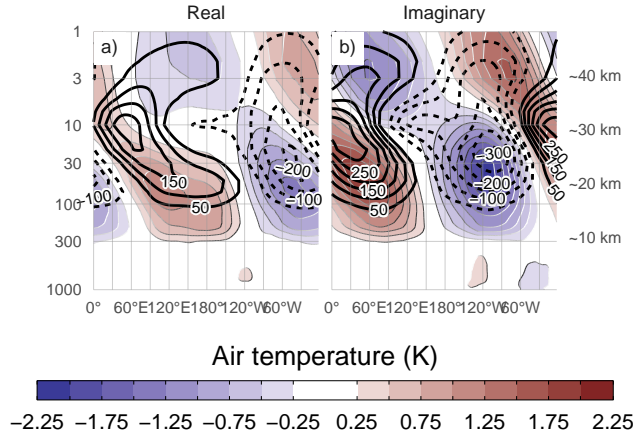 Real Imaginary
1 a) b)
3 ~40 km
10 ~30 km
30 −200 −300 250
−100 150 250 −200 150 ~20 km
100 50 −100 150 50 −100 50
300 ~10 km
1000
0° 60°E 120°E 180° 120°W 60°W 0° 60°E 120°E 180° 120°W 60°W
Air temperature (K)
−2.25 −1.75 −1.25 −0.75 −0.25 0.25 0.75 1.25 1.75 2.25